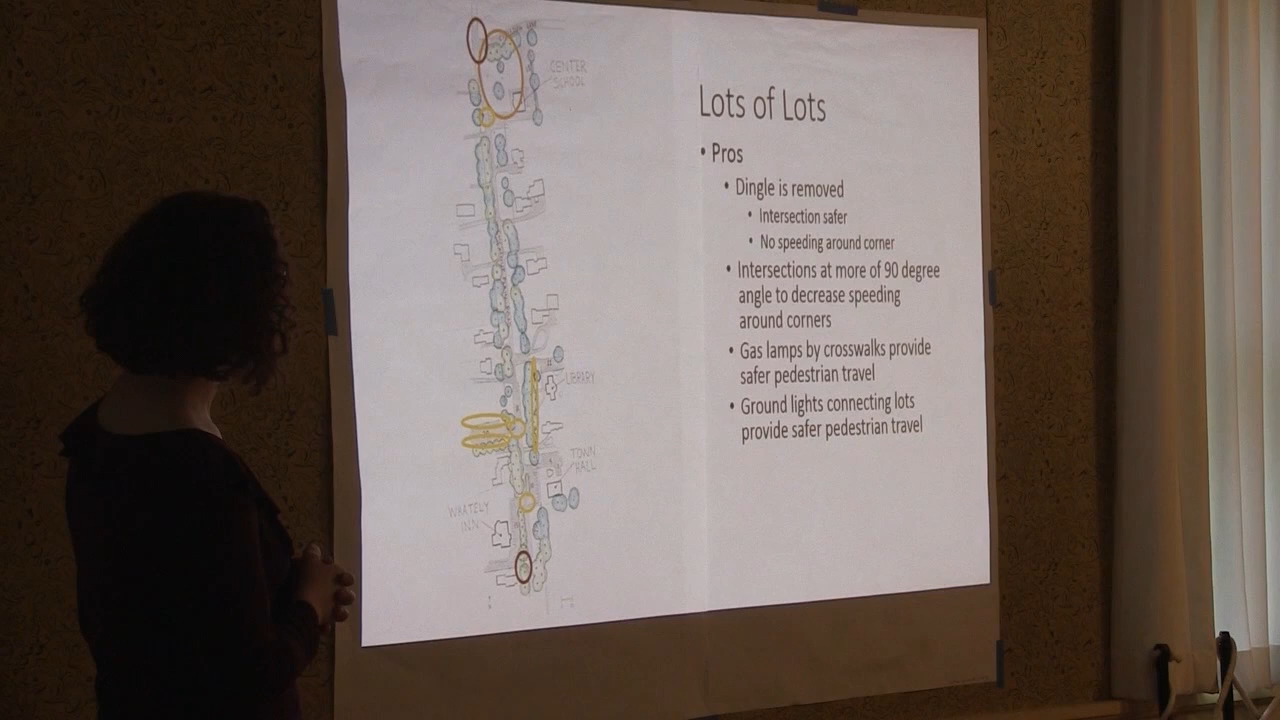 CENTER
SCHOOL
LIBRARY
TOWN
HALL
WHATELY
INN
Lots of Lots
• Pros
• Dingle is removed
• Intersection safer
• No speeding around corner
• Intersections at more of 90 degree
angle to decrease speeding
around corners
• Gas lamps by crosswalks provide
safer pedestrian travel
• Ground lights connecting lots
provide safer pedestrian travel